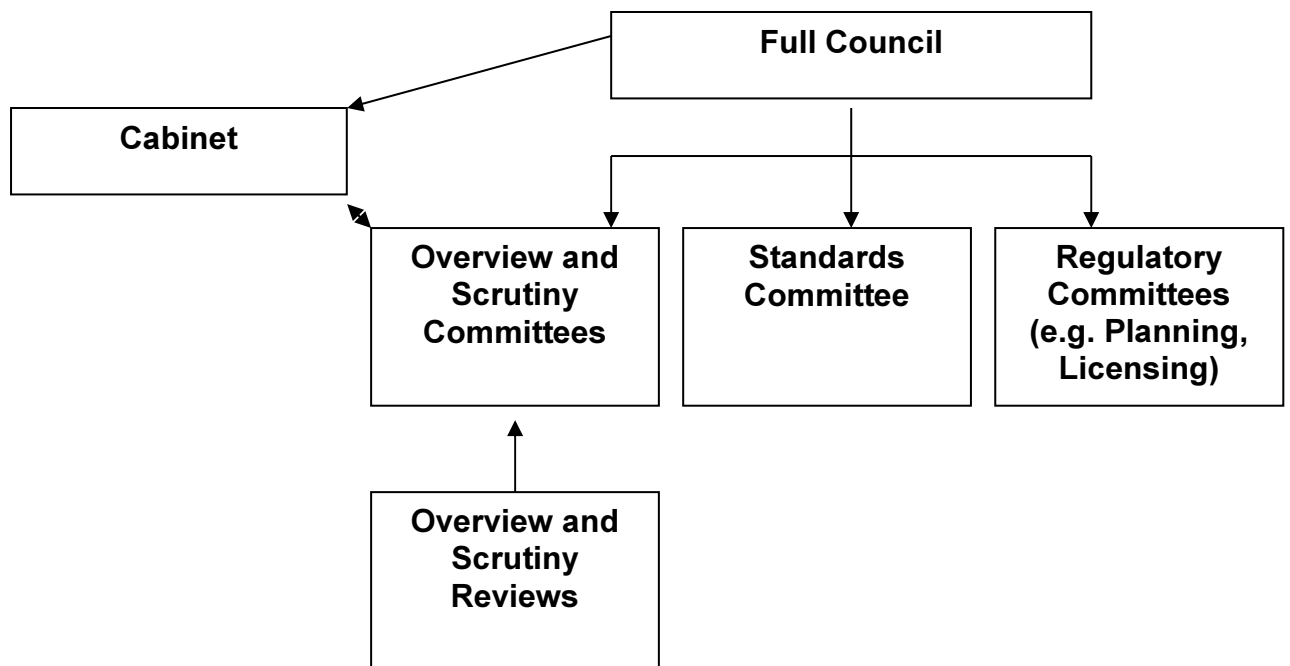 Full Council
Cabinet
Overview and
Scrutiny
Committees
Standards
Committee
Regulatory
Committees
(e.g. Planning,
Licensing)
Overview and
Scrutiny
Reviews